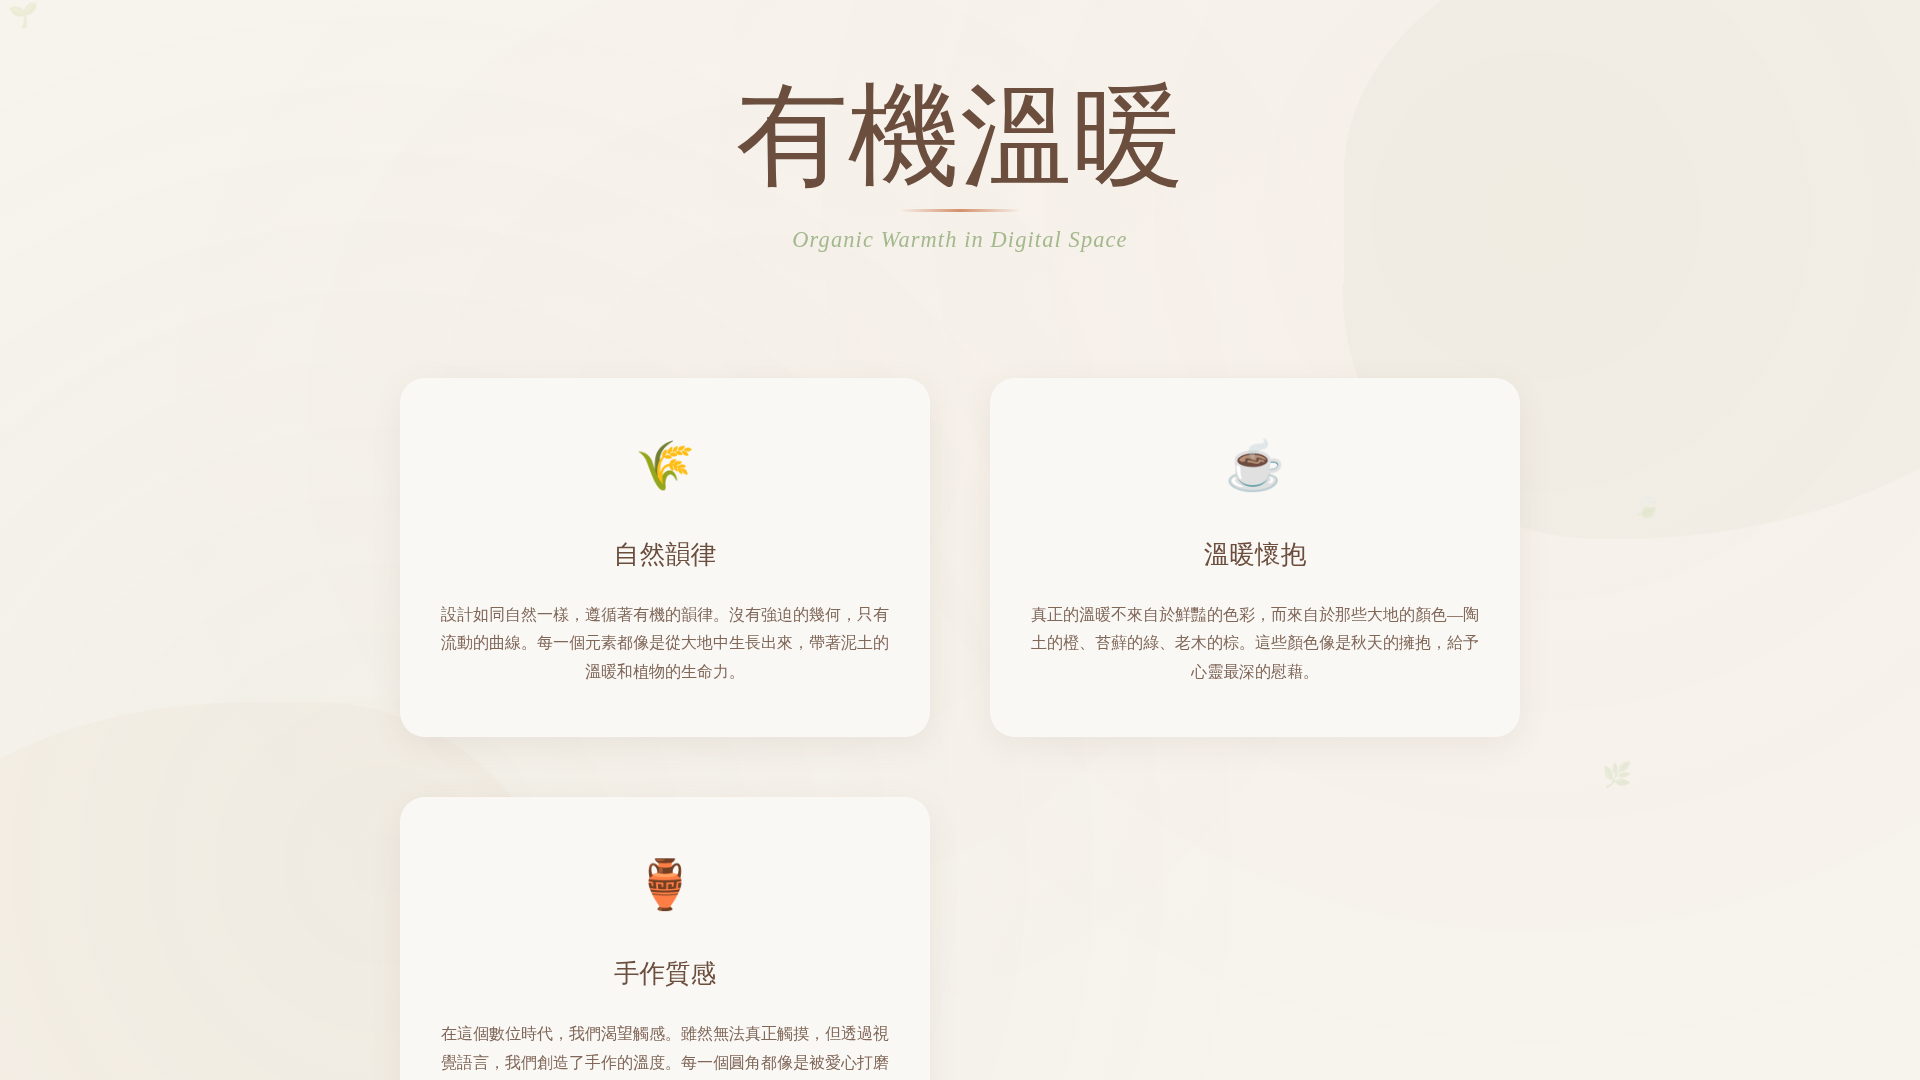 有機溫暖
Organic Warmth in Digital Space
自然韻律
設計如同自然一樣，遵循著有機的韻律。沒有強迫的幾何，只有
流動的曲線。每一個元素都像是從大地中生長出來，帶著泥土的
溫暖和植物的生命力。
溫暖懷抱
真正的溫暖不來自於鮮豔的色彩，而來自於那些大地的顏色—陶
土的橙、苔蘚的綠、老木的棕。這些顏色像是秋天的擁抱，給予
心靈最深的慰藉。
手作質感
在這個數位時代，我們渴望觸感。雖然無法真正觸摸，但透過視
覺語言，我們創造了手作的溫度。每一個圓角都像是被愛心打磨